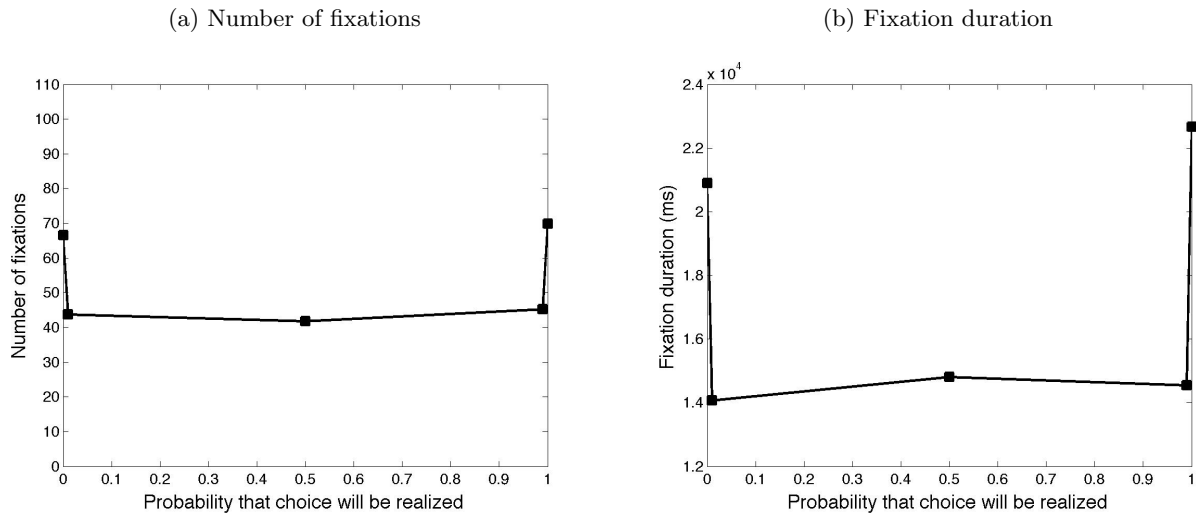 (a) Number of fixations
110
100
90
80
70
60
50
40
30
20
10
0
Number of fixations
0 0.1 0.2 0.3 0.4 0.5 0.6 0.7 0.8 0.9 1
Probability that choice will be realized
(b) Fixation duration
x 10⁴
2.4
2.2
2
1.8
1.6
1.4
1.2
Fixation duration (ms)
0 0.1 0.2 0.3 0.4 0.5 0.6 0.7 0.8 0.9 1
Probability that choice will be realized